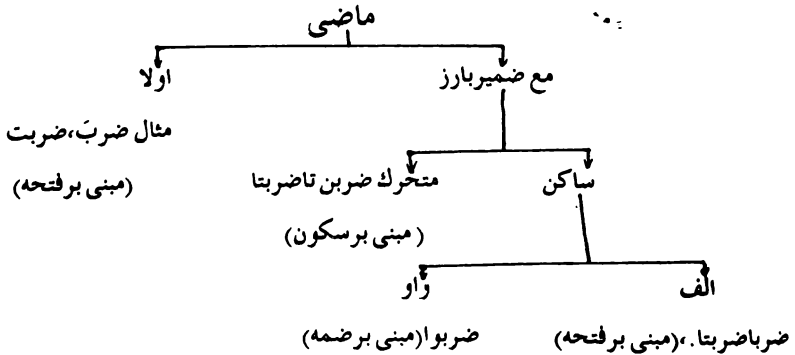 ماضی
مع ضمیربارز
اولا
مثال ضربَ،ضربت
(مبنی برفتحه)
ساکن
متحرك ضربن تاضربتا
(مبنی برسکون)
الف
واو
ضرباضربتا.،(مبنی برفتحه)
ضربوا(مبنی برضمه)